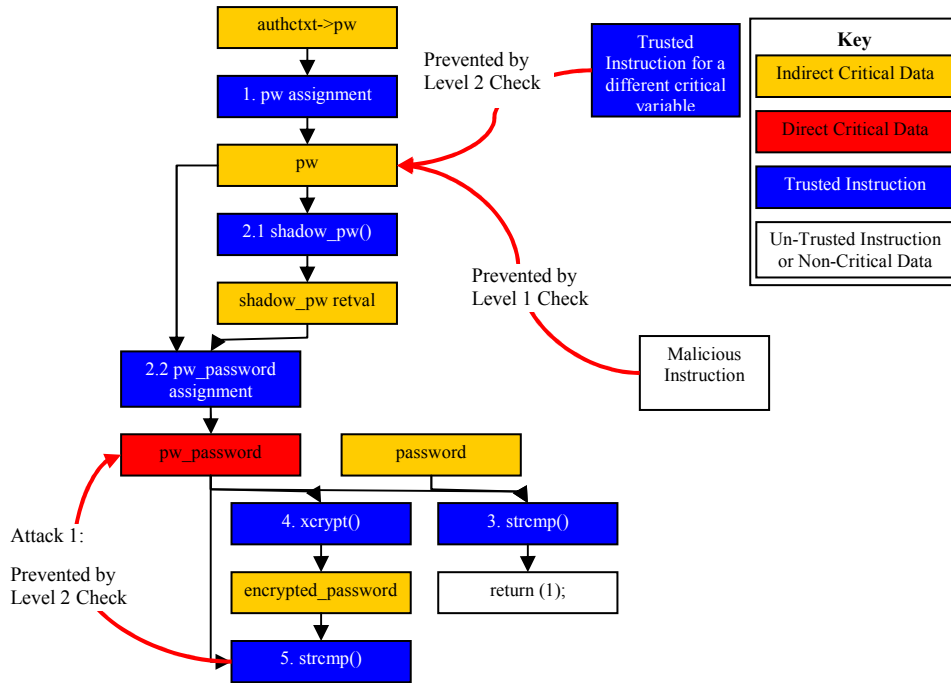 authctxt->pw
Prevented by
Level 2 Check
Trusted
Instruction for a
different critical
variable
Key
Indirect Critical Data
Direct Critical Data
Trusted Instruction
Un-Trusted Instruction
or Non-Critical Data
1. pw assignment
pw
2.1 shadow_pw()
Prevented by
Level 1 Check
shadow_pw retval
Malicious
Instruction
2.2 pw_password
assignment
pw_password
password
4. xcrypt()
3. strcmp()
Attack 1:
Prevented by
Level 2 Check
encrypted_password
return (1);
5. strcmp()